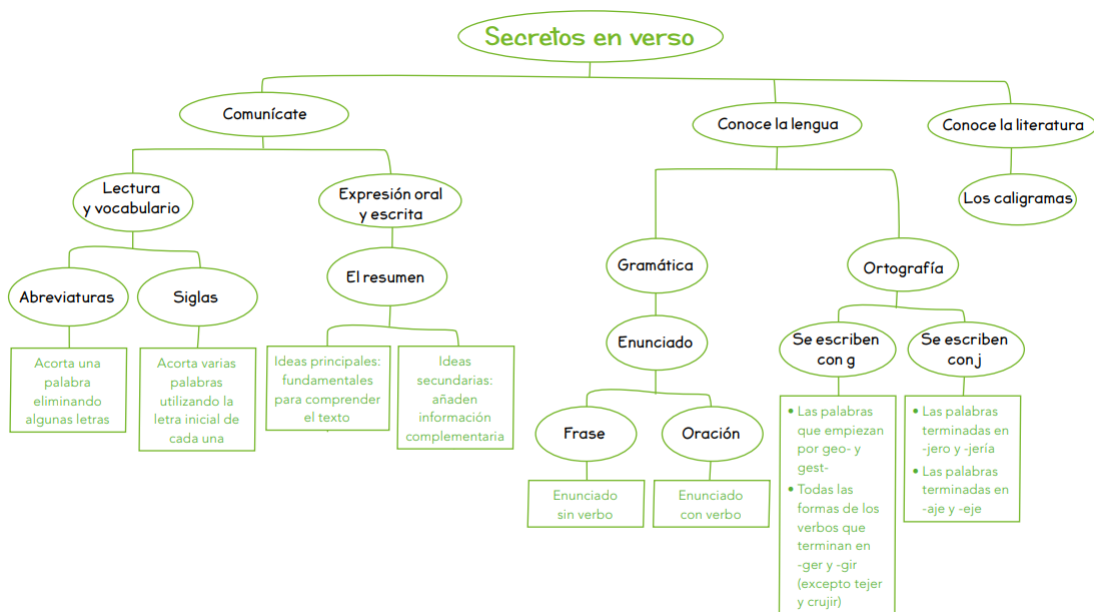 Secretos en verso
Comunícate
Conoce la lengua
Conoce la literatura
Lectura
y vocabulario
Expresión oral
y escrita
Los caligramas
Abreviaturas
Siglas
El resumen
Gramática
Ortografía
Acorta una
palabra
eliminando
algunas letras
Acorta varias
palabras
utilizando la
letra inicial de
cada una
Ideas principales:
fundamentales
para comprender
el texto
Ideas
secundarias:
añaden
información
complementaria
Enunciado
Se escriben
con g
Se escriben
con j
Frase
Oración
Enunciado
sin verbo
Enunciado
con verbo
• Las palabras
que empiezan
por geo- y
gest-
• Todas las
formas de los
verbos que
terminan en
-ger y -gir
(excepto tejer
y crujir)
• Las palabras
terminadas en
-jero y -jería
• Las palabras
terminadas en
-aje y -eje